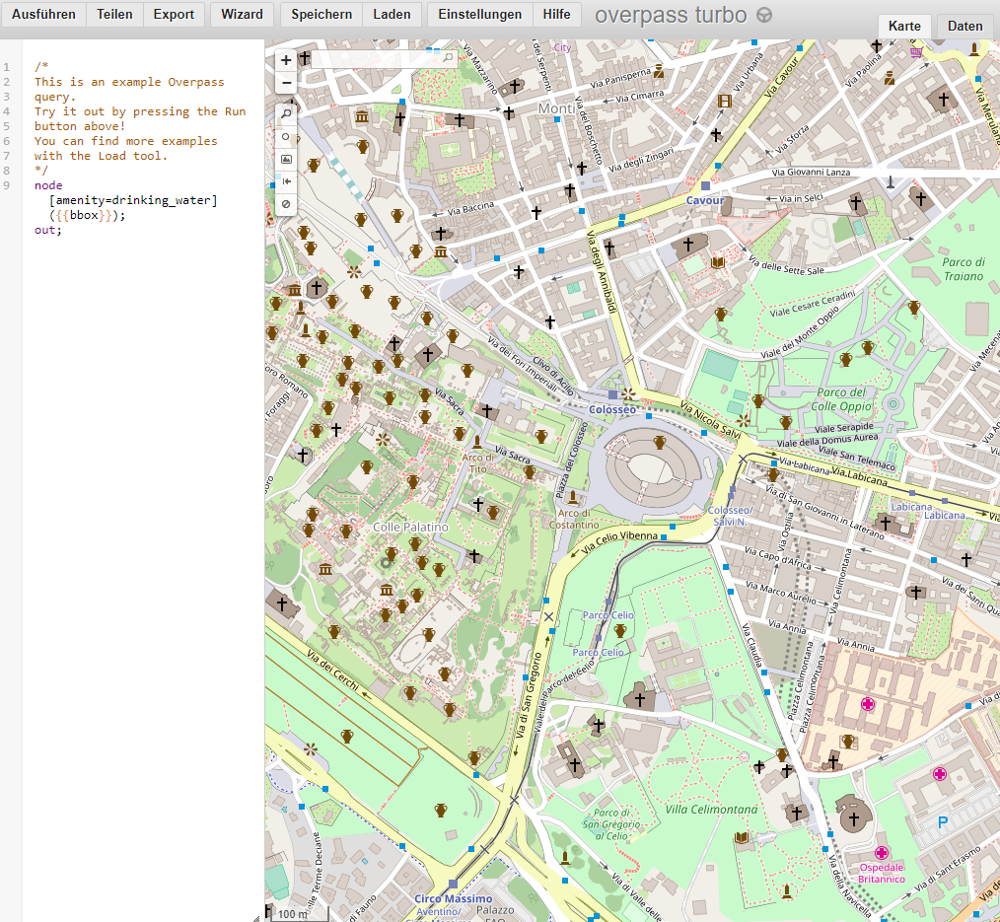 Ausführen Teilen Export Wizard Speichern Laden Einstellungen Hilfe overpass turbo
Karte Daten
1 /*
2 This is an example Overpass
query.
3 Try it out by pressing the Run
button above!
4 You can find more examples
with the Load tool.
5 */
6 node
7 [amenity=drinking_water]
8 ({{bbox}});
9 out;
+
−
City
Via Mazzarino
Via dei Serpenti
Via Panisperna
Via Cimarra
Via Urbana
Via Cavour
Via Paolina
Via Merulana
Monti
Via del Boschetto
Via degli Zingari
Via Sforza
Via Giovanni Lanza
Via in Selci
Cavour
Via Baccina
Via degli Annibaldi
Via delle Sette Sale
Parco di
Traiano
Viale Cesare Ceradini
Viale del Monte Oppio
Via Mecena
Via dei Fori Imperiali
Clivo di Acilio
Colosseo
Via Nicola Salvi
Parco del
Colle Oppio
Viale Serapide
Viale della Domus Aurea
Viale San Telemaco
oro Romano
Foraggi
Via Sacra
Via Sacra
Arco di
Tito
Piazza del Colosseo
Arco di
Costantino
Via Labicana
Via Labicana
Labicana
Labicana
Colosseo/
Salvi N.
Via di San Giovanni in Laterano
Via Ostilia
Via Celio Vibenna
Colle Palatino
Via Capo d'Africa
Via Marco Aurelio
Via Celimontana
Via dei Santi Qua
Via Annia
Via Annia
Parco Celio
Parco Celio
Viale del Parco del Celio
Via Claudia
Piazza Celimontana
Piazza Celimontana
Via dei Cerchi
Via di San Gregorio
Parco di
San Gregorio
al Celio
Villa Celimontana
P
Ospedale
Britannico
Via di Sant'Erasmo
Via della Navicella
Via di Valle delle
elle Terme Deciane
di Fauno
Circo Massimo
Aventino/
Palazzo
FAO
100 m